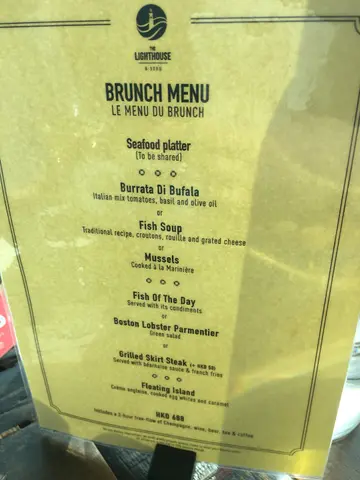 THE
LIGHTHOUSE
BRUNCH MENU
LE MENU DU BRUNCH
Seafood platter
(To be shared)
Burrata Di Bufala
Italian mix tomatoes, basil and olive oil
or
Fish Soup
Traditional recipe, croutons, rouille and grated cheese
or
Mussels
Cooked à la Marinière
Fish Of The Day
Served with its condiments
or
Boston Lobster Parmentier
Green salad
or
Grilled Skirt Steak
Served with béarnaise sauce & french fries
Floating Island
Crème anglaise, cooked egg whites and caramel
HKD 688
Includes a 2-hour free-flow of Champagne, wine, beer, tea & coffee